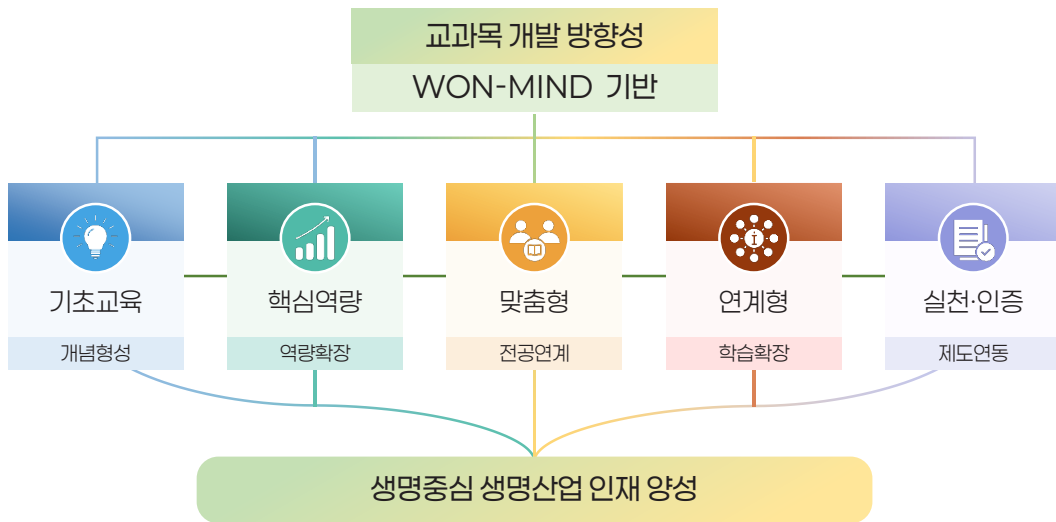 교과목 개발 방향성
WON-MIND 기반
기초교육
핵심역량
맞춤형
연계형
실천·인증
개념형성
역량확장
전공연계
학습확장
제도연동
생명중심 생명산업 인재 양성